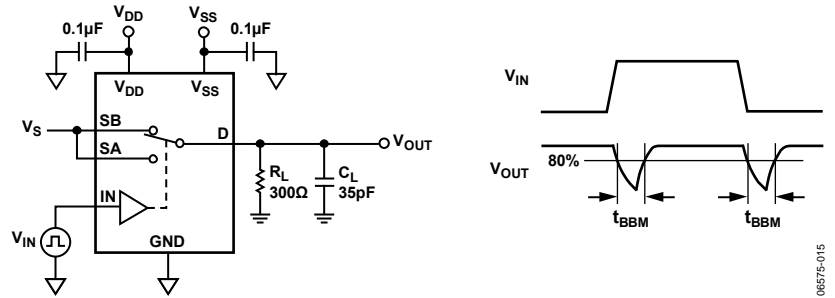 VDD
VSS
0.1µF
0.1µF
VDD
VSS
VS
SB
D
VOUT
SA
RL
300Ω
CL
35pF
IN
VIN
GND
VIN
VOUT
80%
tBBM
tBBM
06575-015